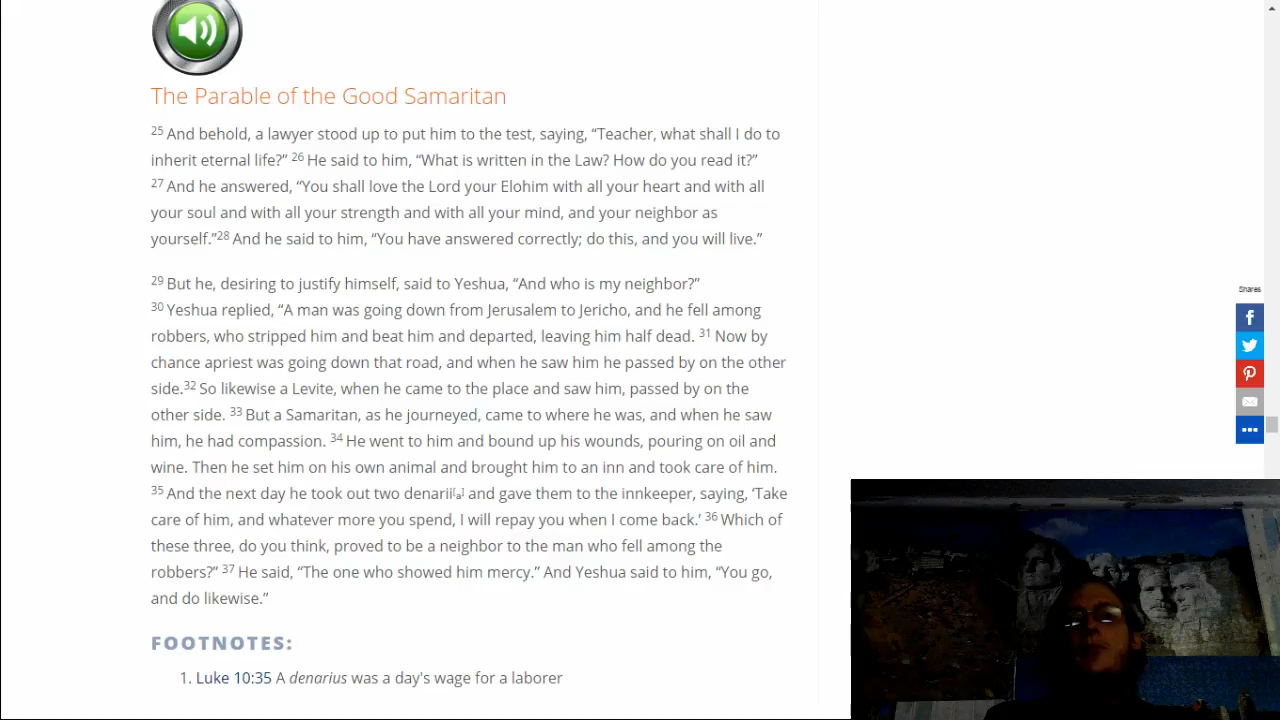 The Parable of the Good Samaritan
25 And behold, a lawyer stood up to put him to the test, saying, “Teacher, what shall I do to
inherit eternal life?” 26 He said to him, “What is written in the Law? How do you read it?”
27 And he answered, “You shall love the Lord your Elohim with all your heart and with all
your soul and with all your strength and with all your mind, and your neighbor as
yourself.”28 And he said to him, “You have answered correctly; do this, and you will live.”
29 But he, desiring to justify himself, said to Yeshua, “And who is my neighbor?”
30 Yeshua replied, “A man was going down from Jerusalem to Jericho, and he fell among
robbers, who stripped him and beat him and departed, leaving him half dead. 31 Now by
chance apriest was going down that road, and when he saw him he passed by on the other
side.32 So likewise a Levite, when he came to the place and saw him, passed by on the
other side. 33 But a Samaritan, as he journeyed, came to where he was, and when he saw
him, he had compassion. 34 He went to him and bound up his wounds, pouring on oil and
wine. Then he set him on his own animal and brought him to an inn and took care of him.
35 And the next day he took out two denarii[a] and gave them to the innkeeper, saying, ‘Take
care of him, and whatever more you spend, I will repay you when I come back.’ 36 Which of
these three, do you think, proved to be a neighbor to the man who fell among the
robbers?” 37 He said, “The one who showed him mercy.” And Yeshua said to him, “You go,
and do likewise.”
FOOTNOTES:
1. Luke 10:35 A denarius was a day's wage for a laborer
Shares